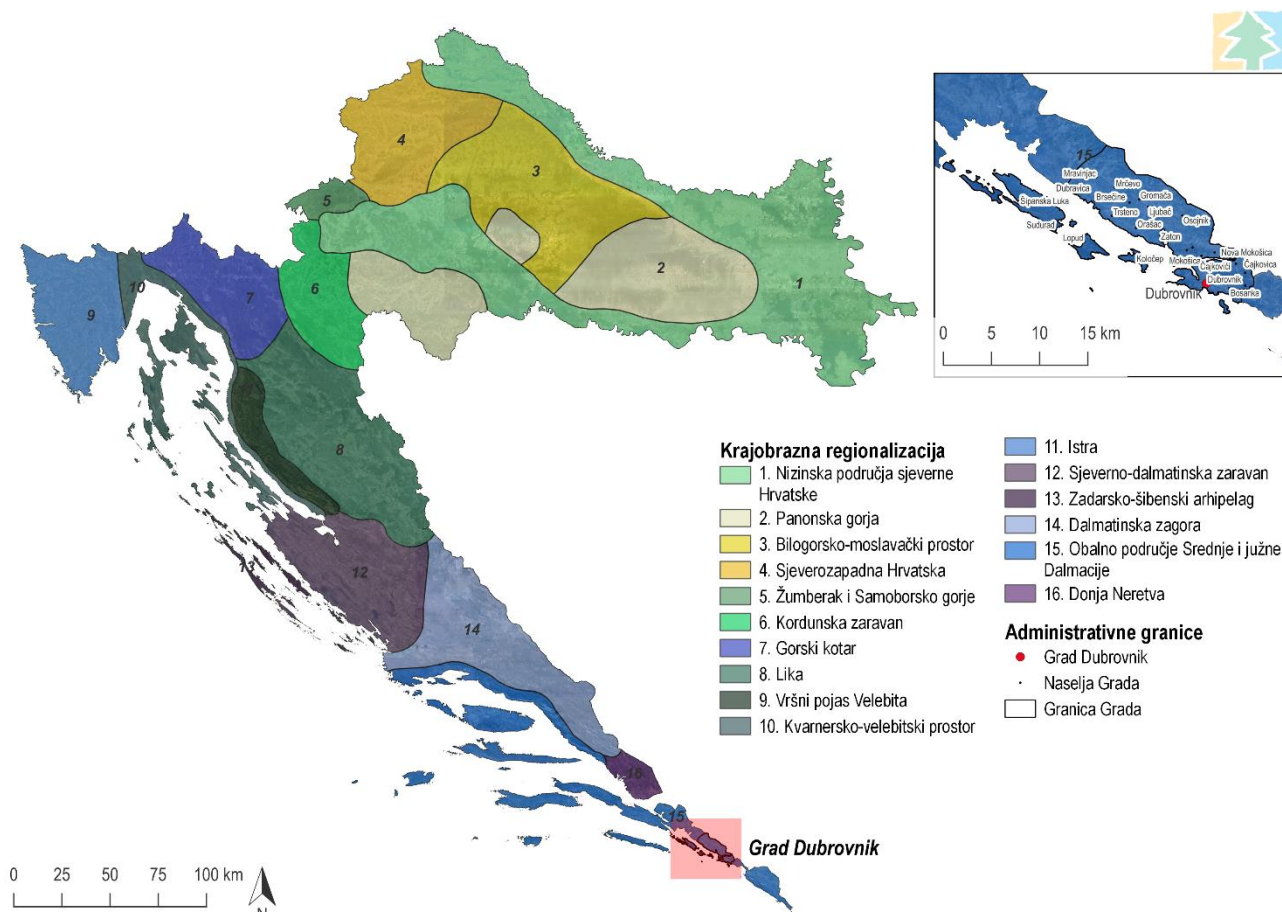 4
3
5
2
1
6
7
10
9
8
12
13
14
16
15
Grad Dubrovnik
0 25 50 75 100 km
N
15
Mravinjac
Mrčevo
Dubravica
Brsečine
Gromača
Šipanska Luka
Trsteno
Ljubač
Osojnik
Suđurađ
Orašac
Lopud
Zaton
Koločep
Mokošica
Nova Mokošica
Čajkovići
Čajkovica
Dubrovnik
Dubrovnik
Bosanka
0 5 10 15 km
Krajobrazna regionalizacija
1. Nizinska područja sjeverne
Hrvatske
2. Panonska gorja
3. Bilogorsko-moslavački prostor
4. Sjeverozapadna Hrvatska
5. Žumberak i Samoborsko gorje
6. Kordunska zaravan
7. Gorski kotar
8. Lika
9. Vršni pojas Velebita
10. Kvarnersko-velebitski prostor
11. Istra
12. Sjeverno-dalmatinska zaravan
13. Zadarsko-šibenski arhipelag
14. Dalmatinska zagora
15. Obalno područje Srednje i južne
Dalmacije
16. Donja Neretva
Administrativne granice
Grad Dubrovnik
Naselja Grada
Granica Grada